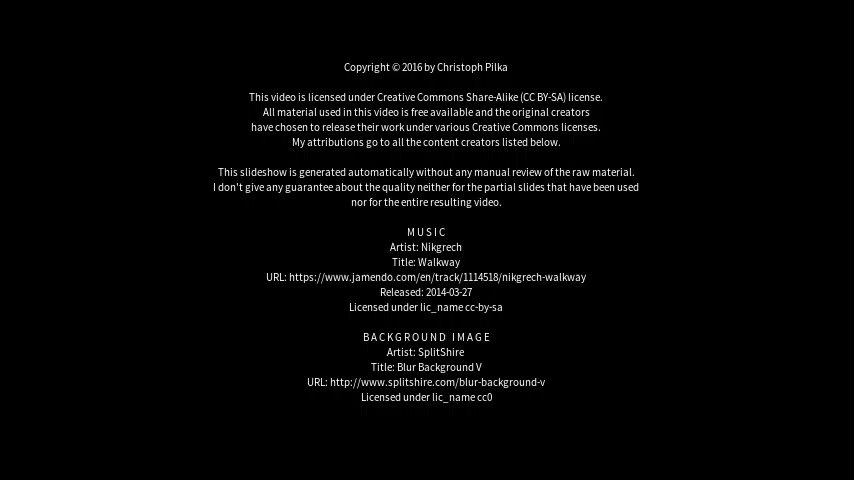 Copyright © 2016 by Christoph Pilka
This video is licensed under Creative Commons Share-Alike (CC BY-SA) license.
All material used in this video is free available and the original creators
have chosen to release their work under various Creative Commons licenses.
My attributions go to all the content creators listed below.
This slideshow is generated automatically without any manual review of the raw material.
I don't give any guarantee about the quality neither for the partial slides that have been used
nor for the entire resulting video.
MUSIC
Artist: Nikgrech
Title: Walkway
URL: https://www.jamendo.com/en/track/1114518/nikgrech-walkway
Released: 2014-03-27
Licensed under lic_name cc-by-sa
BACKGROUND IMAGE
Artist: SplitShire
Title: Blur Background V
URL: http://www.splitshire.com/blur-background-v
Licensed under lic_name cc0